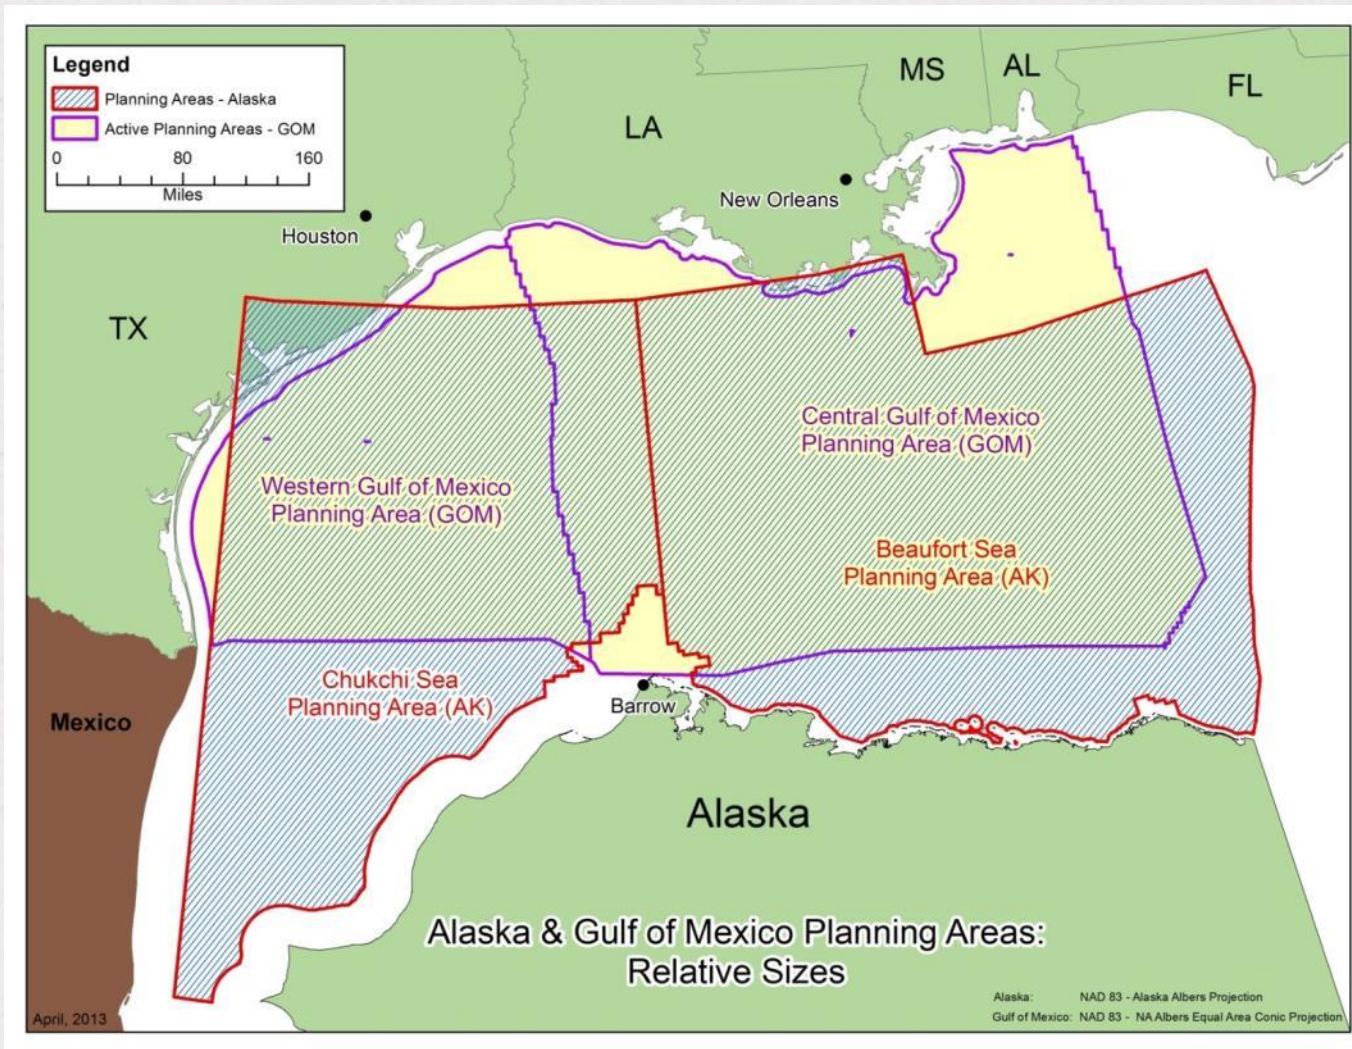 Legend
Planning Areas - Alaska
Active Planning Areas - GOM
0 80 160
Miles
MS
AL
FL
LA
New Orleans
Houston
TX
Central Gulf of Mexico
Planning Area (GOM)
Western Gulf of Mexico
Planning Area (GOM)
Beaufort Sea
Planning Area (AK)
Chukchi Sea
Planning Area (AK)
Barrow
Mexico
Alaska
Alaska & Gulf of Mexico Planning Areas:
Relative Sizes
Alaska: NAD 83 - Alaska Albers Projection
Gulf of Mexico: NAD 83 - NA Albers Equal Area Conic Projection
April, 2013